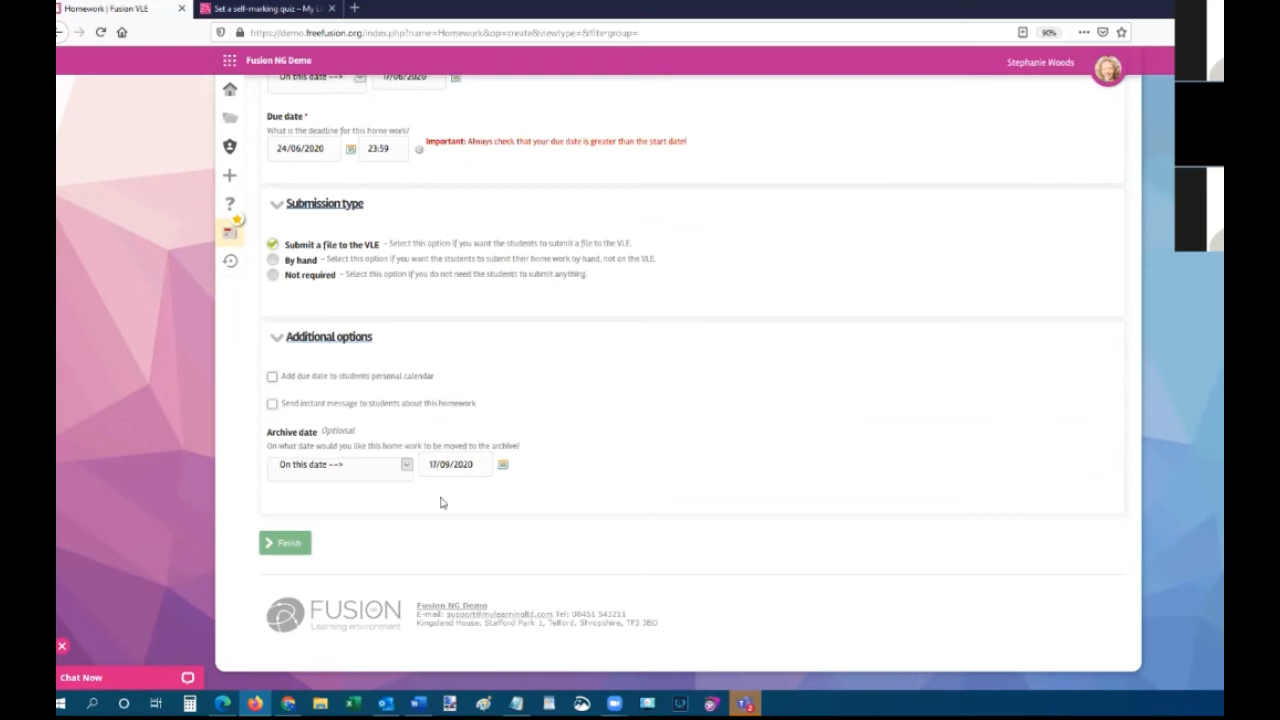 Homework | Fusion VLE
Set a self-marking quiz – My L
https://demo.freefusion.org/index.php?name=Homework&op=create&viewtype=&filtergroup=
90%
Fusion NG Demo
Stephanie Woods
On this date -->
17/06/2020
Due date *
What is the deadline for this home work?
24/06/2020
23:59
Important: Always check that your due date is greater than the start date!
Submission type
Submit a file to the VLE – Select this option if you want the students to submit a file to the VLE.
By hand – Select this option if you want the students to submit their home work by hand, not on the VLE.
Not required – Select this option if you do not need the students to submit anything.
Additional options
Add due date to students personal calendar
Send instant message to students about this homework
Archive date Optional
On what date would you like this home work to be moved to the archive?
On this date -->
17/09/2020
Finish
FUSION
Learning environment
Fusion NG Demo
E-mail: support@mylearningltd.com Tel: 08451 543211
Kingsland House, Stafford Park 1, Telford, Shropshire, TF3 3BD
Chat Now